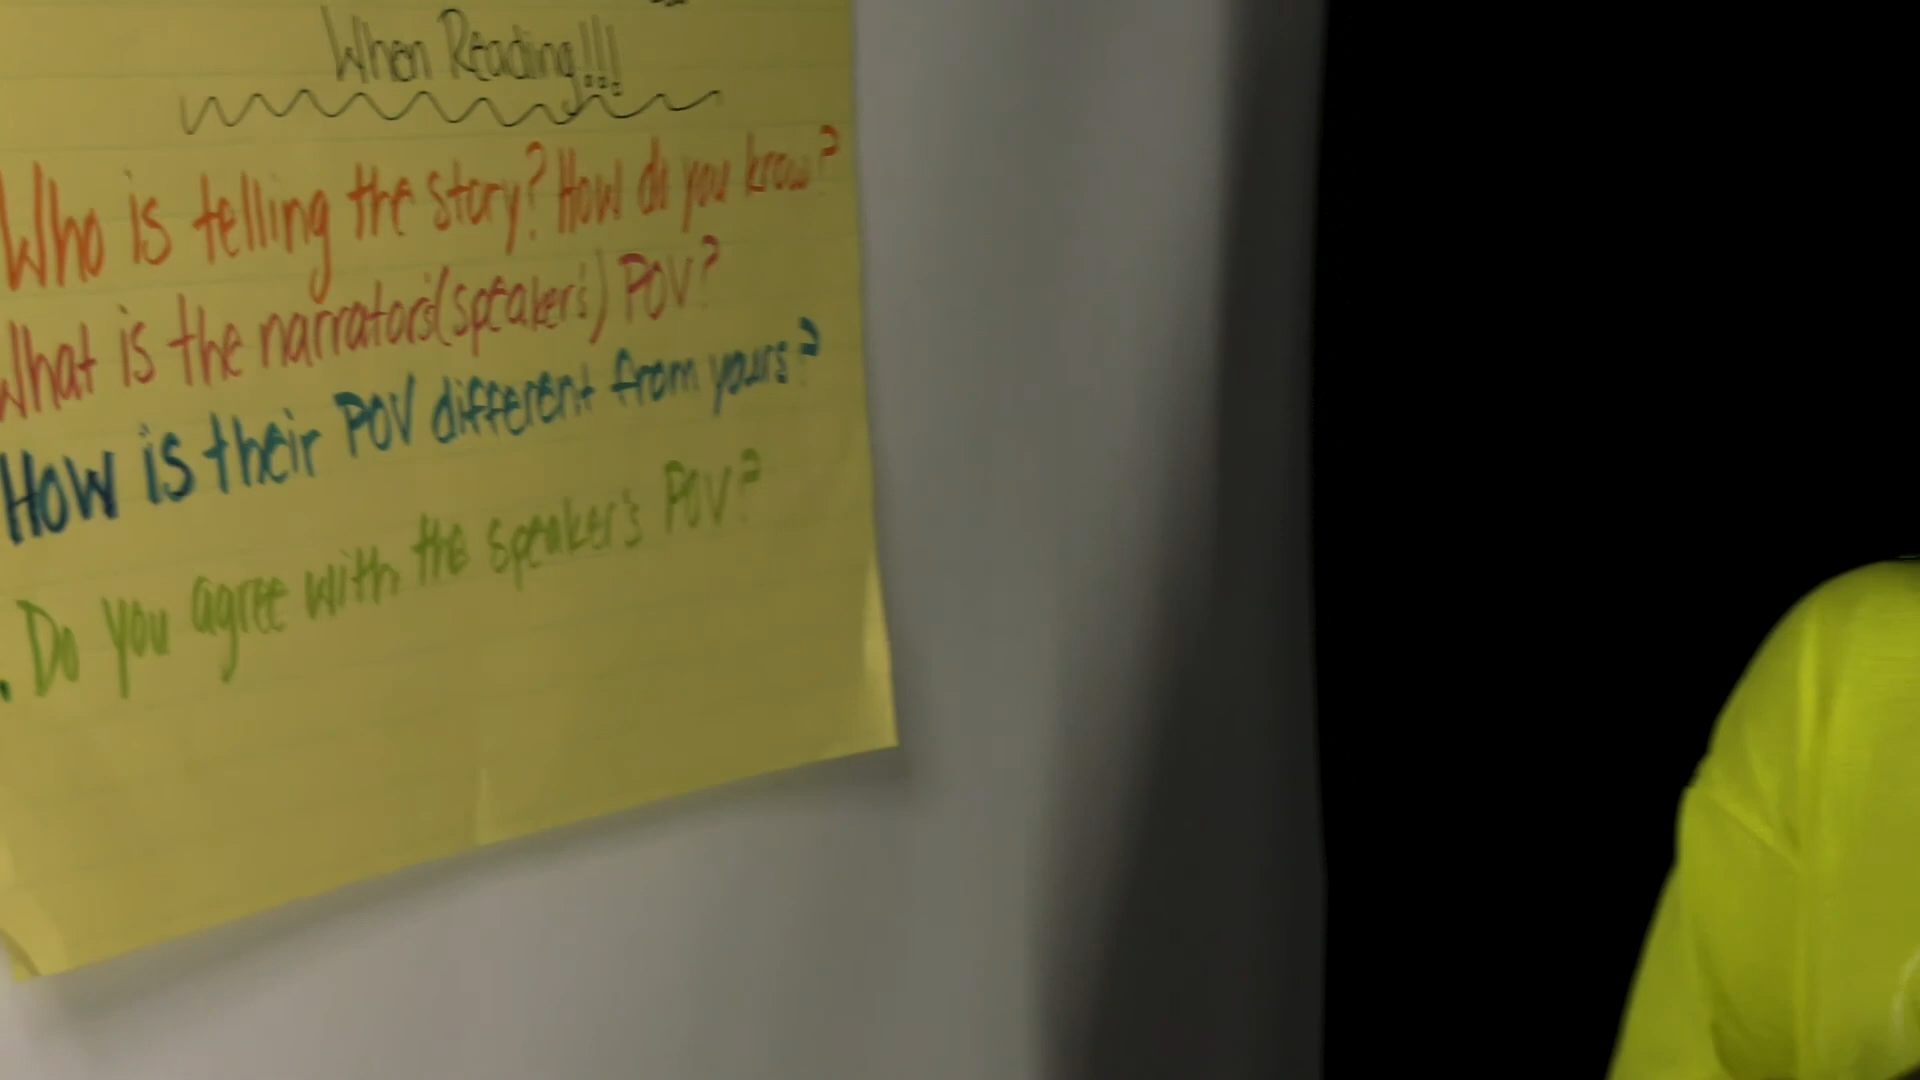 When Reading!!!
Who is telling the story? How do you know?
What is the narrator's (speaker's) POV?
How is their POV different from yours?
. Do you agree with the speaker's POV?